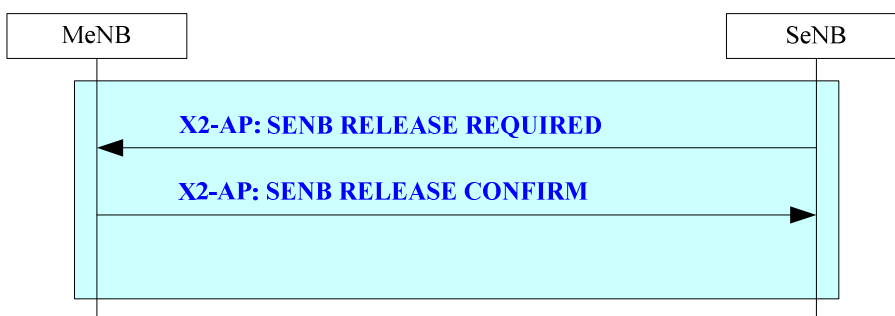 MeNB
SeNB
X2-AP: SENB RELEASE REQUIRED
X2-AP: SENB RELEASE CONFIRM